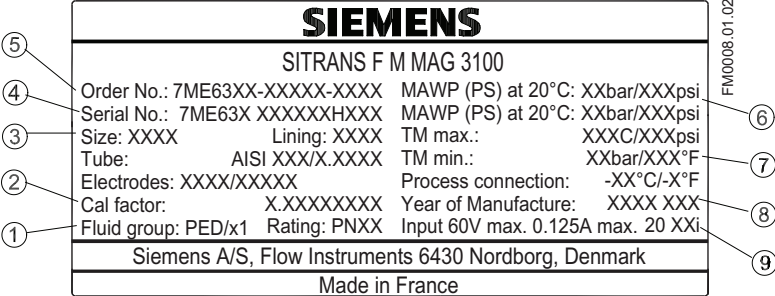 SIEMENS
SITRANS F M MAG 3100
Order No.: 7ME63XX-XXXXX-XXXX MAWP (PS) at 20°C: XXbar/XXXpsi
Serial No.: 7ME63X XXXXXXHXXX MAWP (PS) at 20°C: XXbar/XXXpsi
Size: XXXX Lining: XXXX TM max.: XXXC/XXXpsi
Tube: AISI XXX/X.XXXX TM min.: XXbar/XXX°F
Electrodes: XXXX/XXXXX Process connection: -XX°C/-X°F
Cal factor: X.XXXXXXXX Year of Manufacture: XXXX XXX
Fluid group: PED/x1 Rating: PNXX Input 60V max. 0.125A max. 20 XXi
Siemens A/S, Flow Instruments 6430 Nordborg, Denmark
Made in France
5
4
3
2
1
6
7
8
9
FM0008.01.02